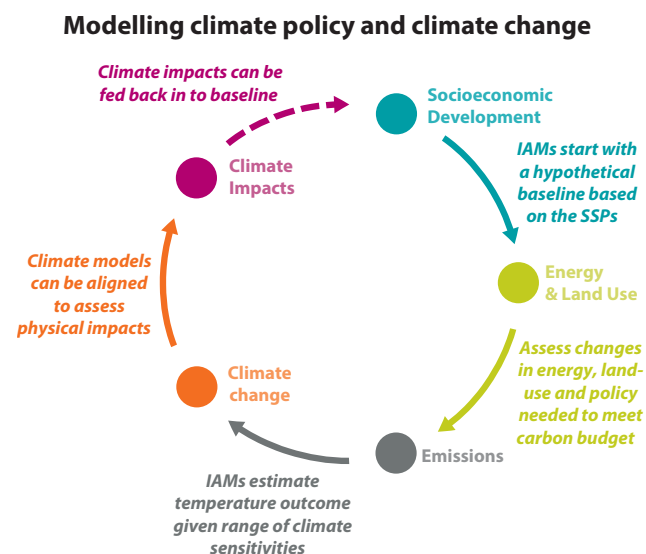 Modelling climate policy and climate change
Climate impacts can be
fed back in to baseline
Socioeconomic
Development
IAMs start with
a hypothetical
baseline based
on the SSPs
Climate
Impacts
Energy
& Land Use
Climate models
can be aligned
to assess
physical impacts
Assess changes
in energy, land-
use and policy
needed to meet
carbon budget
Climate
change
Emissions
IAMs estimate
temperature outcome
given range of climate
sensitivities